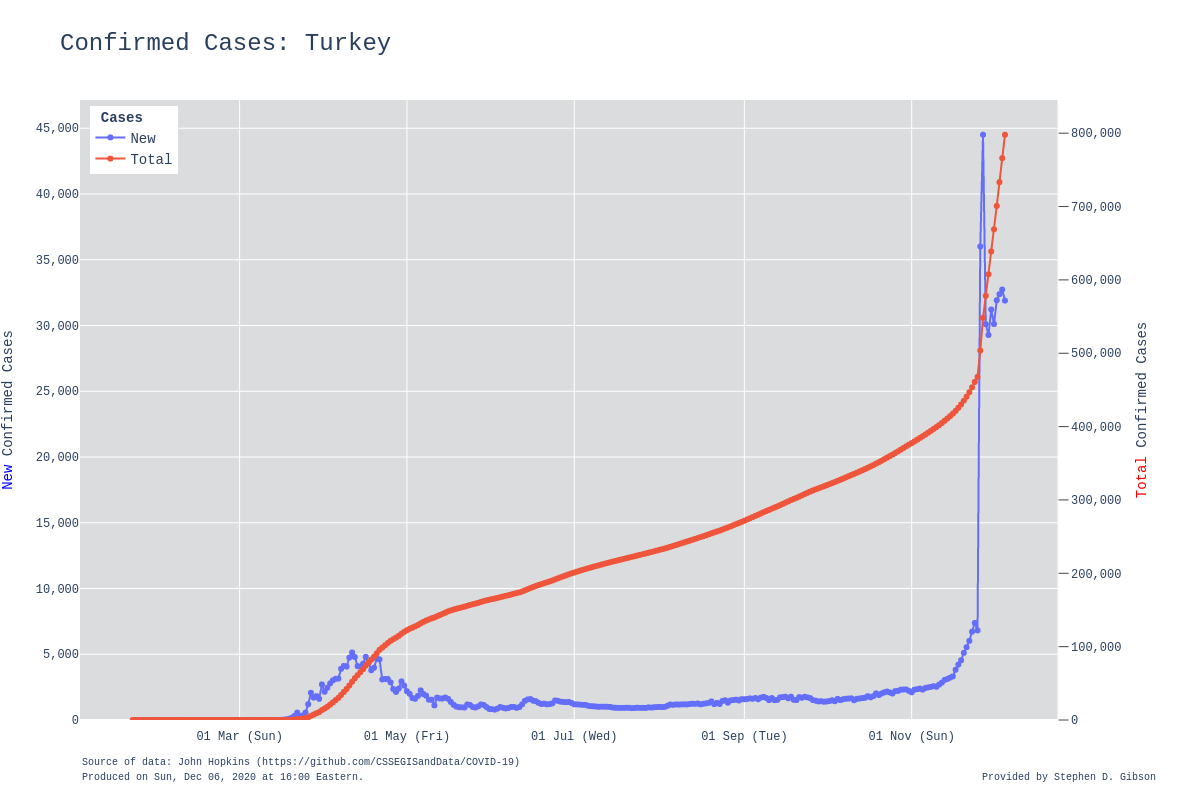 Confirmed Cases: Turkey
Cases
New
Total
45,000
40,000
35,000
30,000
25,000
20,000
15,000
10,000
5,000
0
New Confirmed Cases
800,000
700,000
600,000
500,000
400,000
300,000
200,000
100,000
0
Total Confirmed Cases
01 Mar (Sun) 01 May (Fri) 01 Jul (Wed) 01 Sep (Tue) 01 Nov (Sun)
Source of data: John Hopkins (https://github.com/CSSEGISandData/COVID-19)
Produced on Sun, Dec 06, 2020 at 16:00 Eastern.
Provided by Stephen D. Gibson